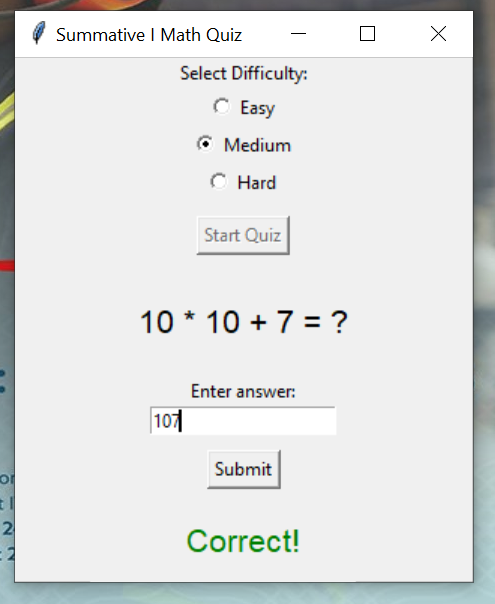 Summative I Math Quiz
Select Difficulty:
Easy
Medium
Hard
Start Quiz
10 * 10 + 7 = ?
Enter answer:
107
Submit
Correct!